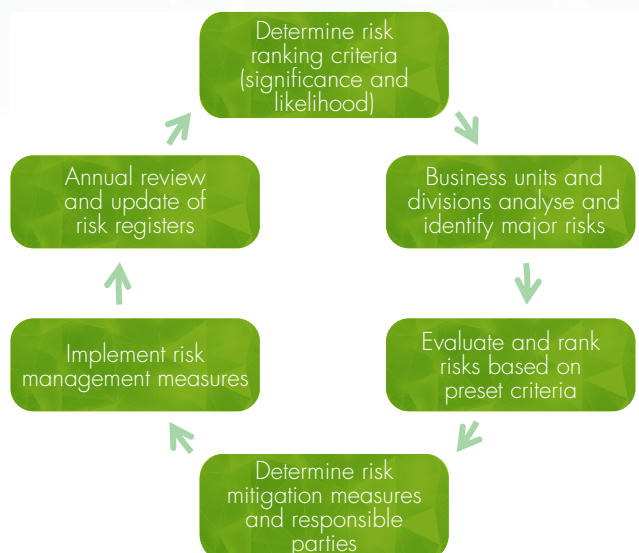 Determine risk
ranking criteria
(significance and
likelihood)
Business units and
divisions analyse and
identify major risks
Evaluate and rank
risks based on
preset criteria
Determine risk
mitigation measures
and responsible
parties
Implement risk
management measures
Annual review
and update of
risk registers